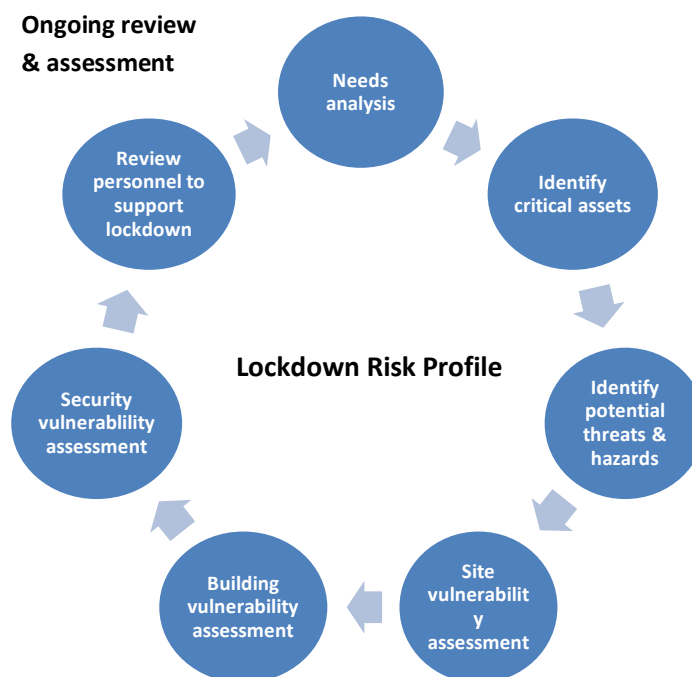 Ongoing review
& assessment
Needs
analysis
Identify
critical assets
Identify
potential
threats &
hazards
Site
vulnerabilit
y
assessment
Building
vulnerability
assessment
Security
vulnerablility
assessment
Review
personnel to
support
lockdown
Lockdown Risk Profile